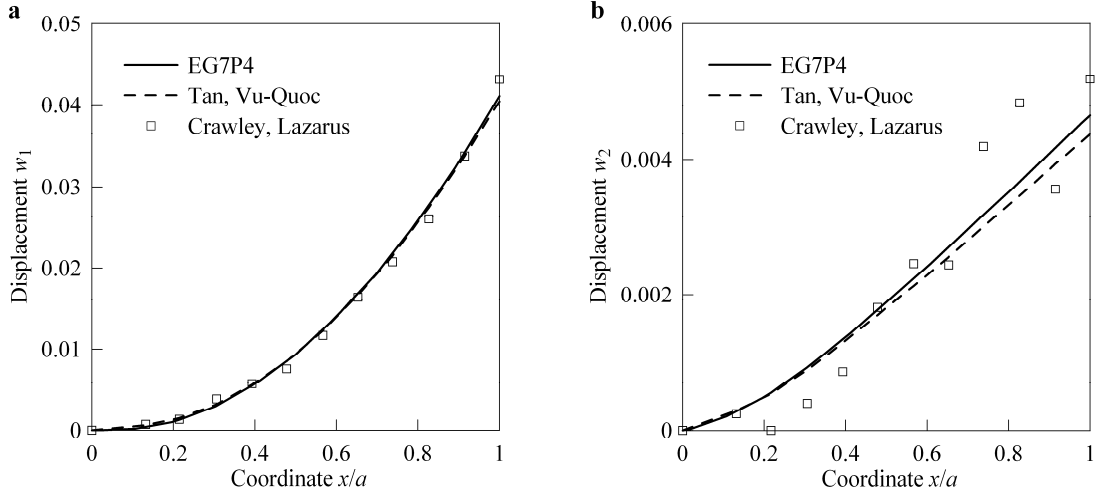 a
0.05
0.04
0.03
0.02
0.01
0
Displacement w1
EG7P4
Tan, Vu-Quoc
Crawley, Lazarus
0 0.2 0.4 0.6 0.8 1
Coordinate x/a
b
0.006
0.004
0.002
0
Displacement w2
EG7P4
Tan, Vu-Quoc
Crawley, Lazarus
0 0.2 0.4 0.6 0.8 1
Coordinate x/a